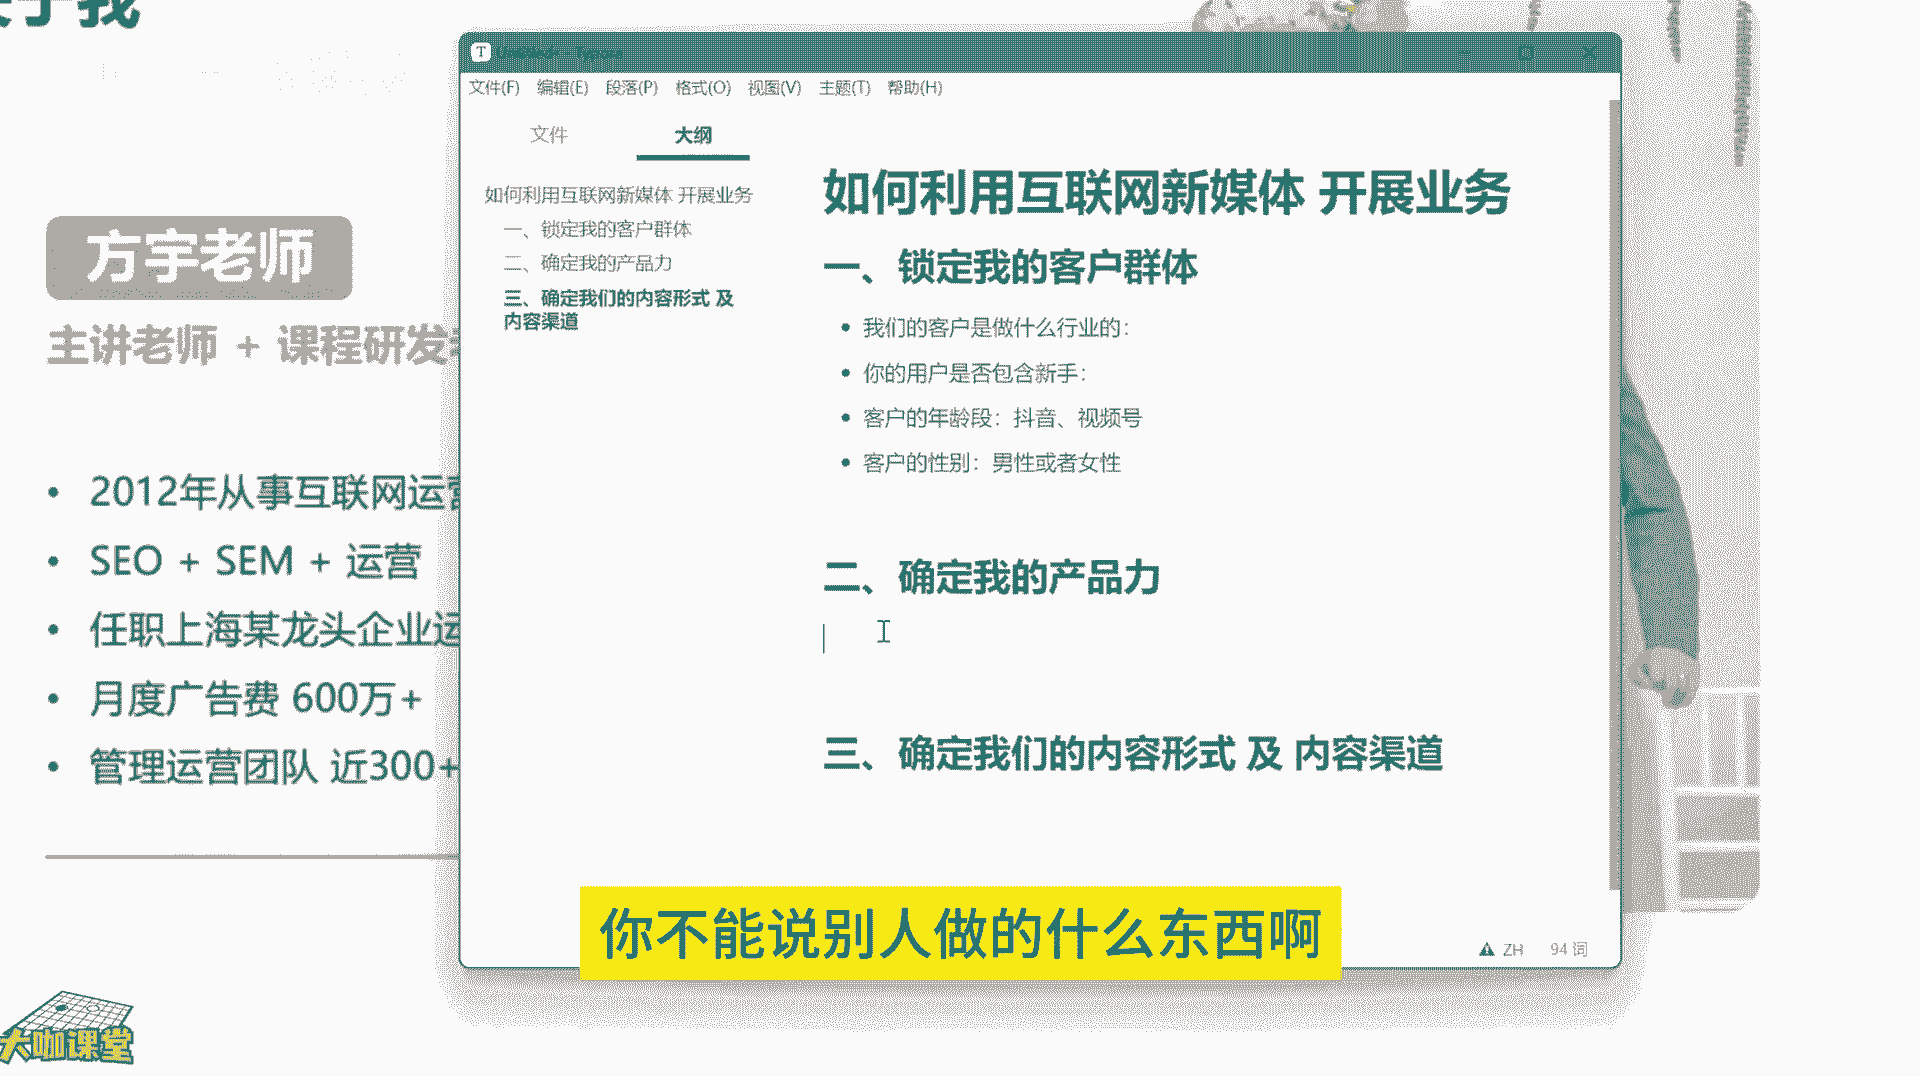 关于我
方宇老师
主讲老师 + 课程研发
2012年从事互联网运营
SEO + SEM + 运营
任职上海某龙头企业运
月度广告费 600万+
管理运营团队 近300+
大咖课堂
T
文件(F) 编辑(E) 段落(P) 格式(O) 视图(V) 主题(T) 帮助(H)
文件 大纲
如何利用互联网新媒体 开展业务
一、锁定我的客户群体
二、确定我的产品力
三、确定我们的内容形式 及
内容渠道
如何利用互联网新媒体 开展业务
一、锁定我的客户群体
我们的客户是做什么行业的：
你的用户是否包含新手：
客户的年龄段：抖音、视频号
客户的性别：男性或者女性
二、确定我的产品力
三、确定我们的内容形式 及 内容渠道
ZH 94 词
你不能说别人做的什么东西啊